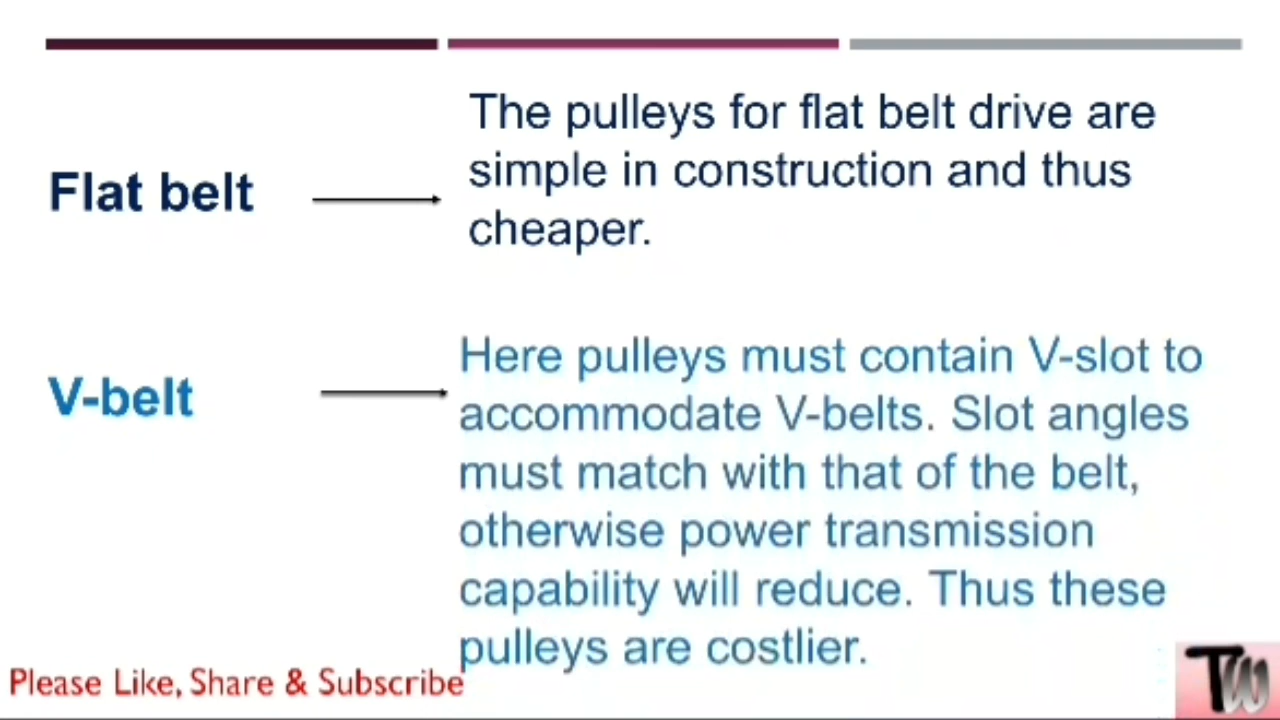 Flat belt
The pulleys for flat belt drive are
simple in construction and thus
cheaper.
V-belt
Here pulleys must contain V-slot to
accommodate V-belts. Slot angles
must match with that of the belt,
otherwise power transmission
capability will reduce. Thus these
pulleys are costlier.
Please Like, Share & Subscribe
TW